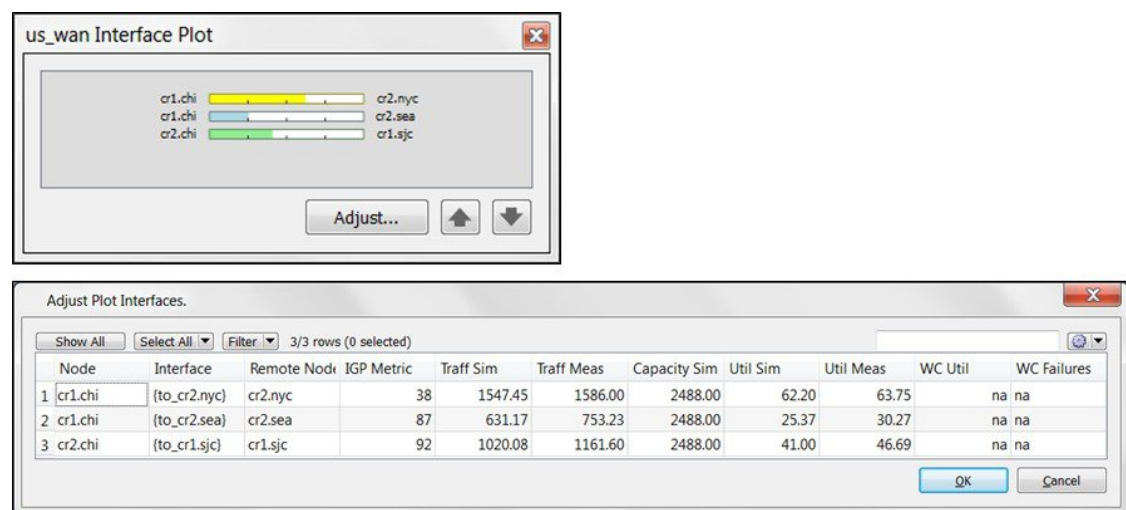 us_wan Interface Plot
cr1.chi cr2.nyc
cr1.chi cr2.sea
cr2.chi cr1.sjc
Adjust...
Adjust Plot Interfaces.
Show All Select All Filter 3/3 rows (0 selected)
Node Interface Remote Node IGP Metric Traff Sim Traff Meas Capacity Sim Util Sim Util Meas WC Util WC Failures
1 cr1.chi {to_cr2.nyc} cr2.nyc 38 1547.45 1586.00 2488.00 62.20 63.75 na na
2 cr1.chi {to_cr2.sea} cr2.sea 87 631.17 753.23 2488.00 25.37 30.27 na na
3 cr2.chi {to_cr1.sjc} cr1.sjc 92 1020.08 1161.60 2488.00 41.00 46.69 na na
OK Cancel